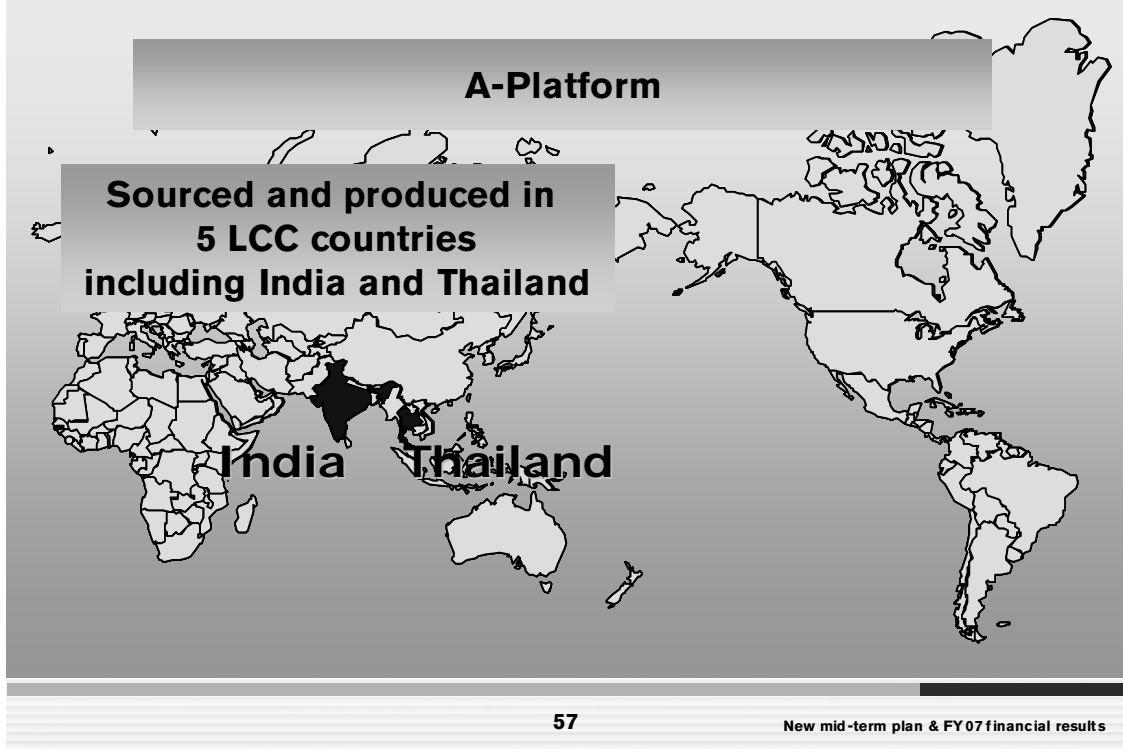 A-Platform
Sourced and produced in
5 LCC countries
including India and Thailand
India Thailand
57
New mid-term plan & FY07 financial results